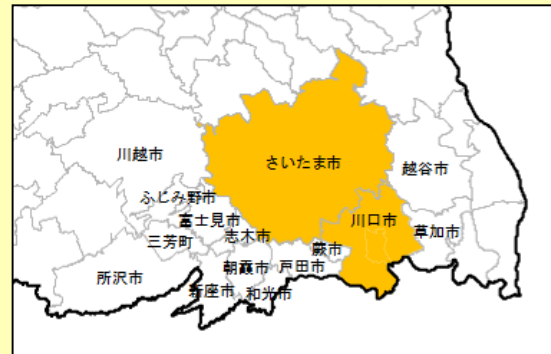 川越市
さいたま市
越谷市
ふじみ野市
富士見市
川口市
三芳町
志木市
草加市
蕨市
所沢市
朝霞市
戸田市
新座市
和光市